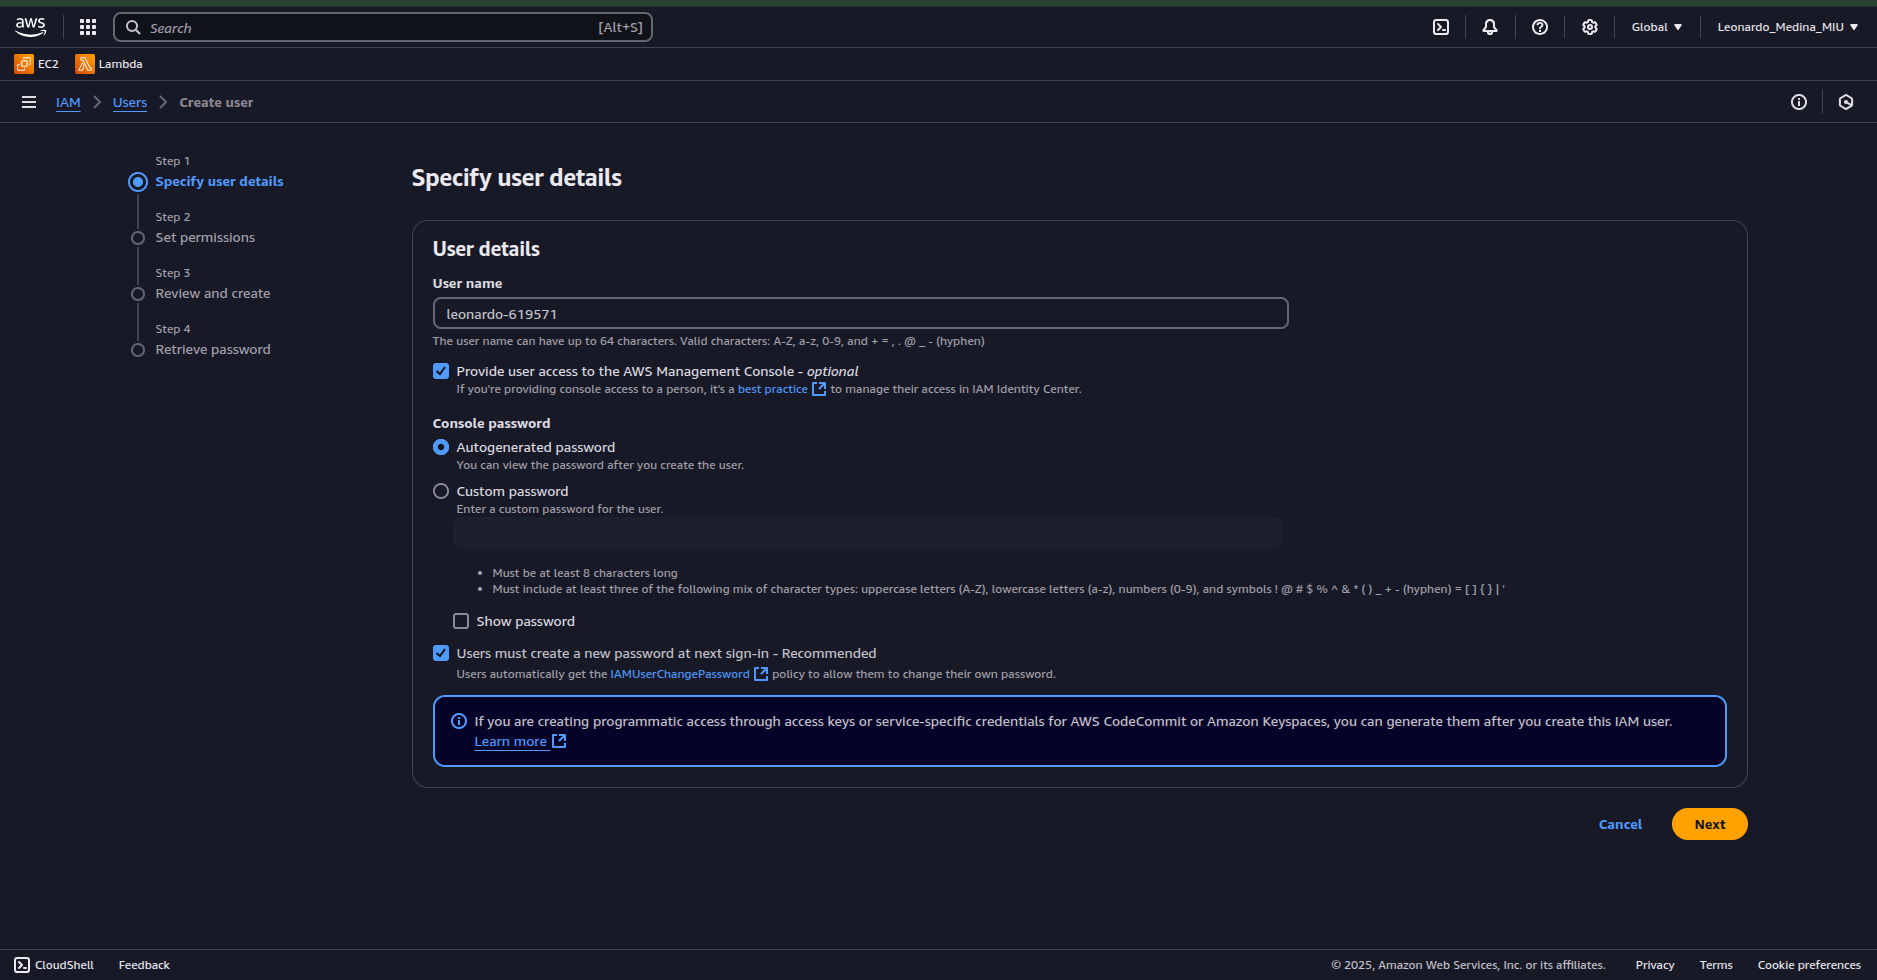 aws
Search [Alt+S]
Global
Leonardo_Medina_MIU
EC2
Lambda
IAM
Users
Create user
Step 1
Specify user details
Step 2
Set permissions
Step 3
Review and create
Step 4
Retrieve password
Specify user details
User details
User name
leonardo-619571
The user name can have up to 64 characters. Valid characters: A-Z, a-z, 0-9, and + = , . @ _ - (hyphen)
Provide user access to the AWS Management Console - optional
If you're providing console access to a person, it's a best practice to manage their access in IAM Identity Center.
Console password
Autogenerated password
You can view the password after you create the user.
Custom password
Enter a custom password for the user.
• Must be at least 8 characters long
• Must include at least three of the following mix of character types: uppercase letters (A-Z), lowercase letters (a-z), numbers (0-9), and symbols ! @ # $ % ^ & * ( ) _ + - (hyphen) = [ ] { } | '
Show password
Users must create a new password at next sign-in - Recommended
Users automatically get the IAMUserChangePassword policy to allow them to change their own password.
If you are creating programmatic access through access keys or service-specific credentials for AWS CodeCommit or Amazon Keyspaces, you can generate them after you create this IAM user.
Learn more
Cancel
Next
CloudShell
Feedback
© 2025, Amazon Web Services, Inc. or its affiliates.
Privacy
Terms
Cookie preferences